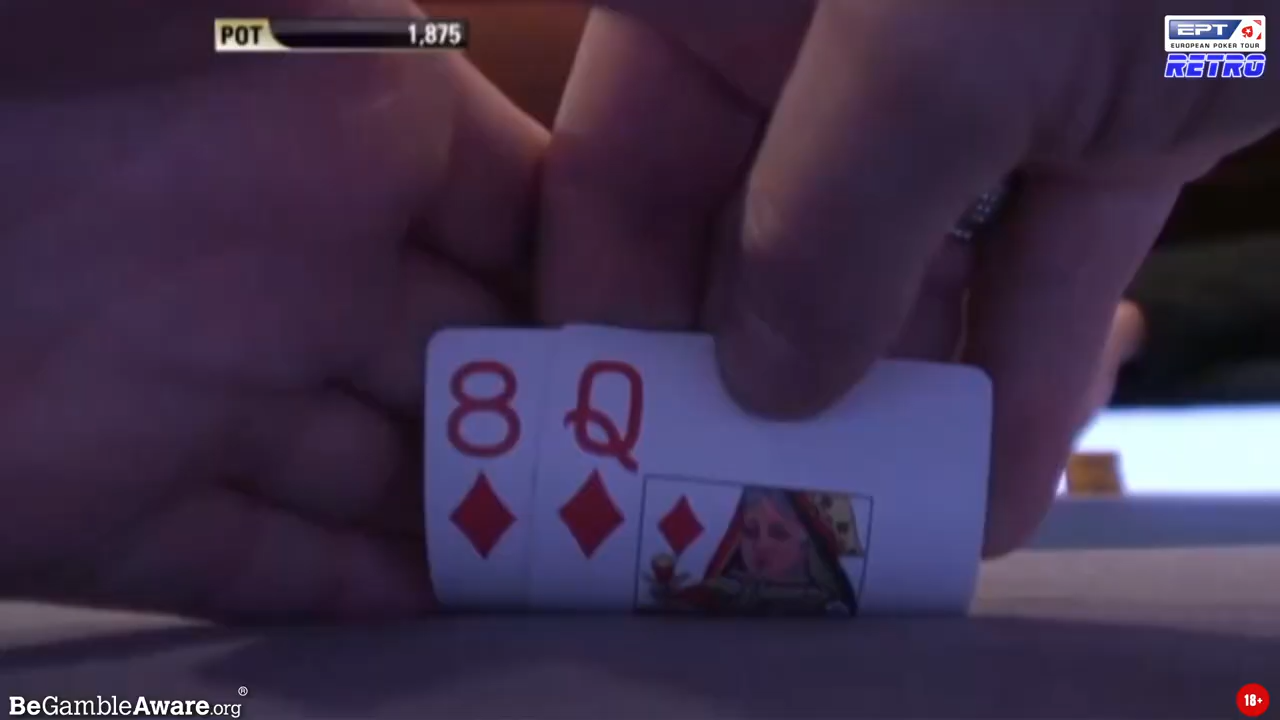 POT 1,875
EPT
EUROPEAN POKER TOUR
RETRO
8 Q
BeGambleAware.org®
18+